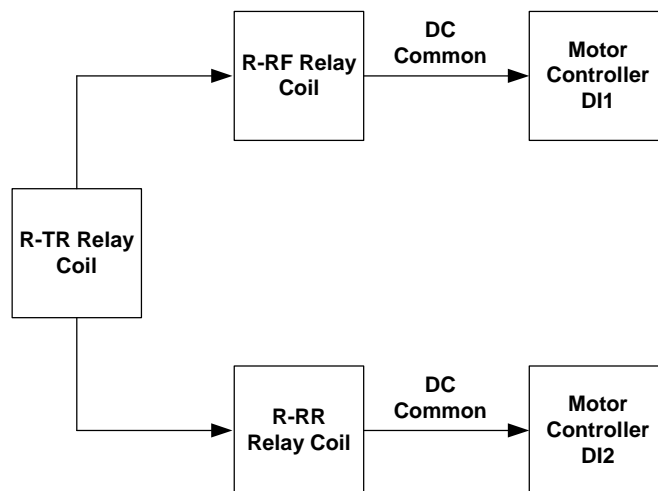 R-RF Relay
Coil
DC
Common
Motor
Controller
DI1
R-TR Relay
Coil
R-RR
Relay Coil
DC
Common
Motor
Controller
DI2